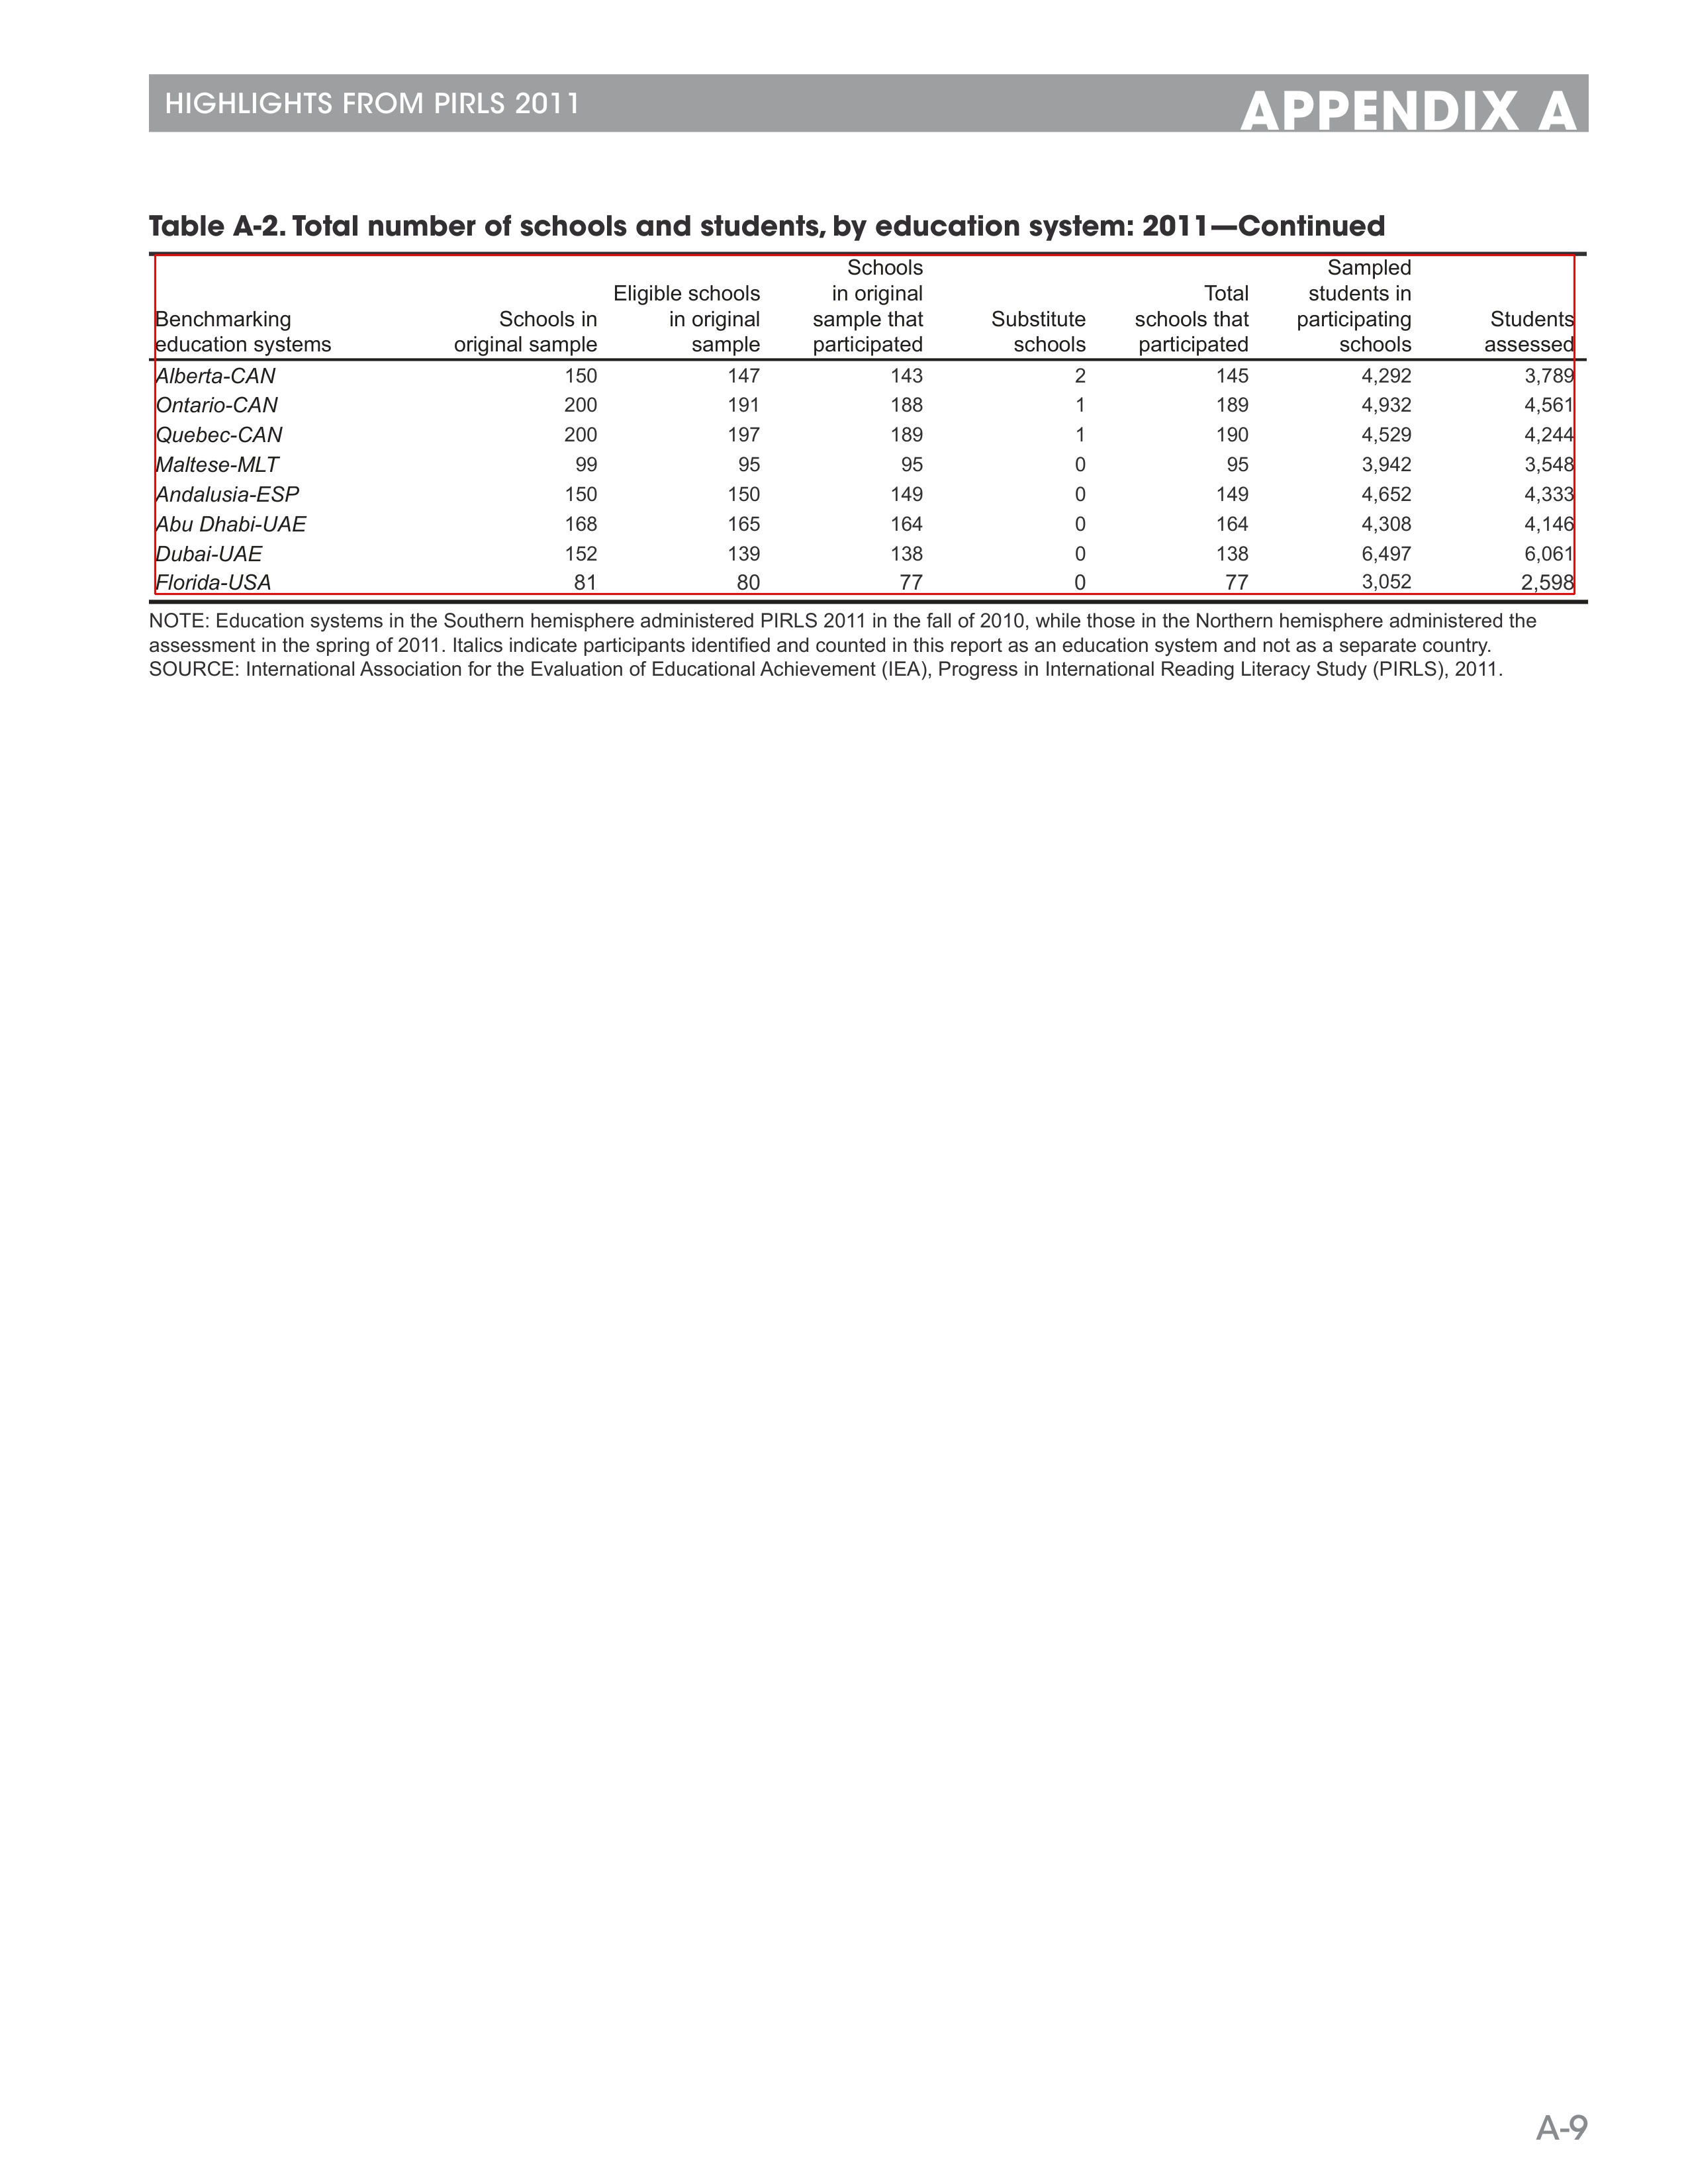 HIGHLIGHTS FROM PIRLS 2011 APPENDIX A
Table A-2. Total number of schools and students, by education system: 2011—Continued
Benchmarking education systems | Schools in original sample | Eligible schools in original sample | Schools in original sample that participated | Substitute schools | Total schools that participated | Sampled students in participating schools | Students assessed
Alberta-CAN 150 147 143 2 145 4,292 3,789
Ontario-CAN 200 191 188 1 189 4,932 4,561
Quebec-CAN 200 197 189 1 190 4,529 4,244
Maltese-MLT 99 95 95 0 95 3,942 3,548
Andalusia-ESP 150 150 149 0 149 4,652 4,333
Abu Dhabi-UAE 168 165 164 0 164 4,308 4,146
Dubai-UAE 152 139 138 0 138 6,497 6,061
Florida-USA 81 80 77 0 77 3,052 2,598
NOTE: Education systems in the Southern hemisphere administered PIRLS 2011 in the fall of 2010, while those in the Northern hemisphere administered the
assessment in the spring of 2011. Italics indicate participants identified and counted in this report as an education system and not as a separate country.
SOURCE: International Association for the Evaluation of Educational Achievement (IEA), Progress in International Reading Literacy Study (PIRLS), 2011.
A-9